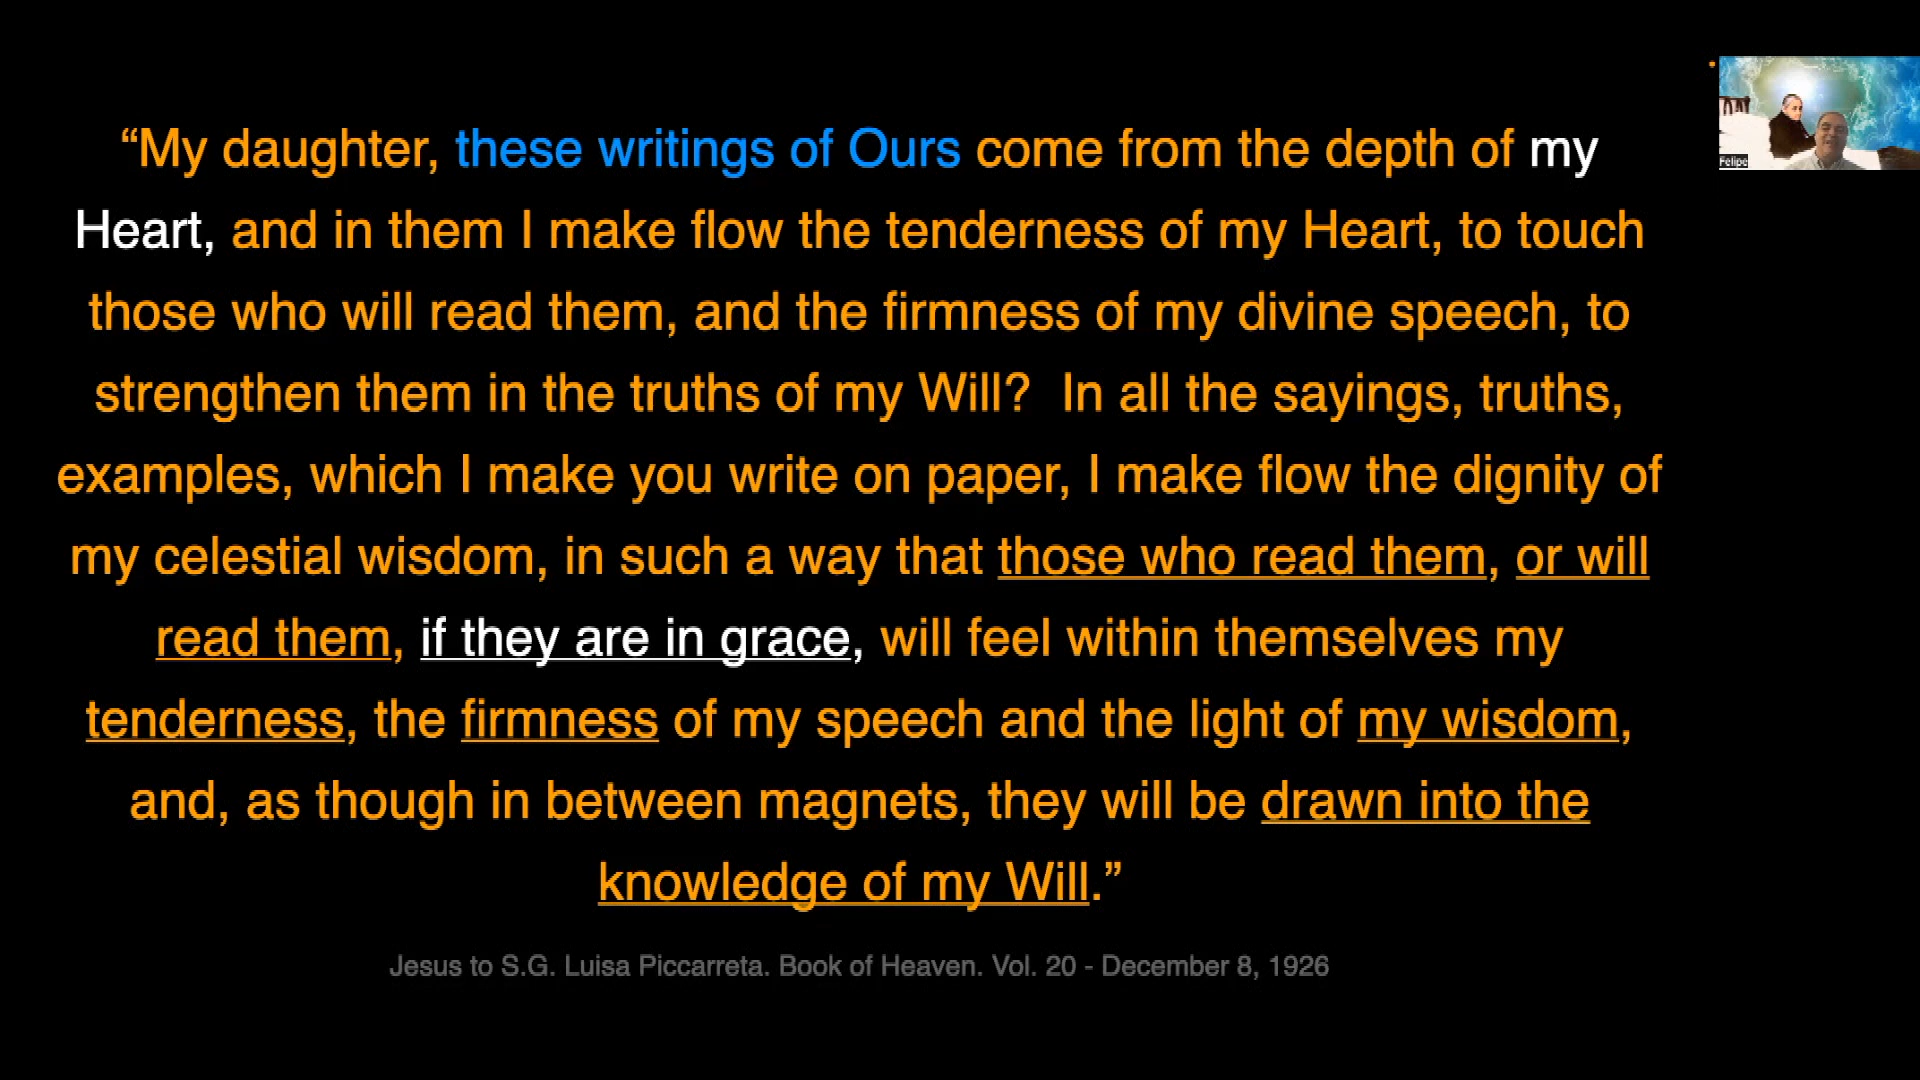 “My daughter, these writings of Ours come from the depth of my
Heart, and in them I make flow the tenderness of my Heart, to touch
those who will read them, and the firmness of my divine speech, to
strengthen them in the truths of my Will?  In all the sayings, truths,
examples, which I make you write on paper, I make flow the dignity of
my celestial wisdom, in such a way that those who read them, or will
read them, if they are in grace, will feel within themselves my
tenderness, the firmness of my speech and the light of my wisdom,
and, as though in between magnets, they will be drawn into the
knowledge of my Will.”
Jesus to S.G. Luisa Piccarreta. Book of Heaven. Vol. 20 - December 8, 1926
Felipe